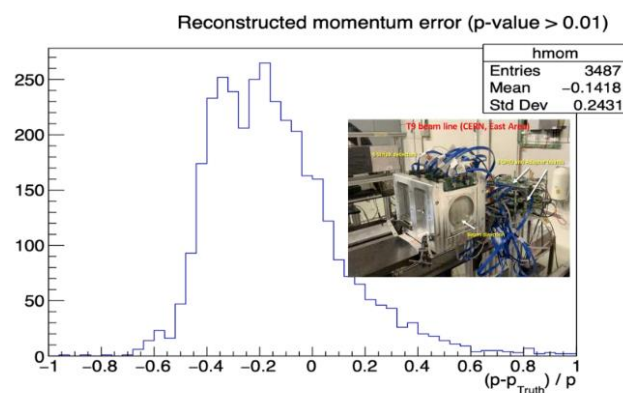 Reconstructed momentum error (p-value > 0.01)
hmom
Entries 3487
Mean −0.1418
Std Dev 0.2431
T9 beam line (CERN, East Area)
250
200
150
100
50
0
−1 −0.8 −0.6 −0.4 −0.2 0 0.2 0.4 0.6 0.8 1
(p-p_Truth) / p